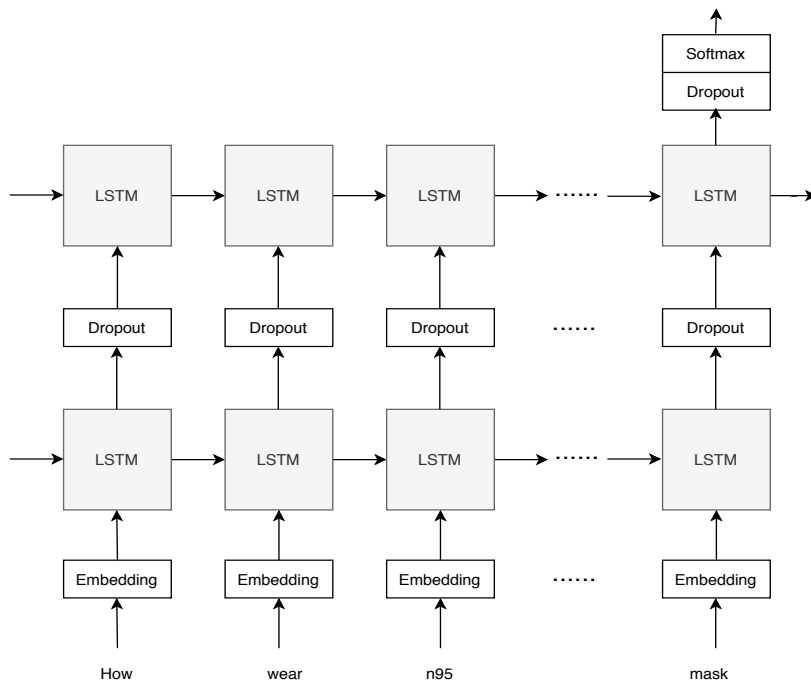 Softmax
Dropout
LSTM LSTM LSTM ...... LSTM
Dropout Dropout Dropout ...... Dropout
LSTM LSTM LSTM ...... LSTM
Embedding Embedding Embedding ...... Embedding
How wear n95 mask